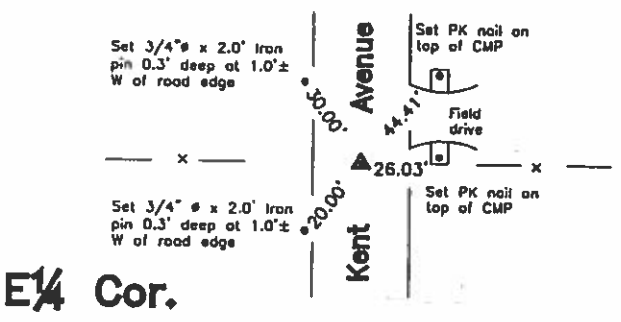 Set 3/4"ø x 2.0' Iron
pin 0.3' deep at 1.0'±
W of road edge
Avenue
Set PK nail on
top of CMP
30.00'
44.41'
Field
drive
x
26.03'
x
Set 3/4" ø x 2.0' Iron
pin 0.3' deep at 1.0'±
W of road edge
20.00'
Kent
Set PK nail on
top of CMP
E¼ Cor.